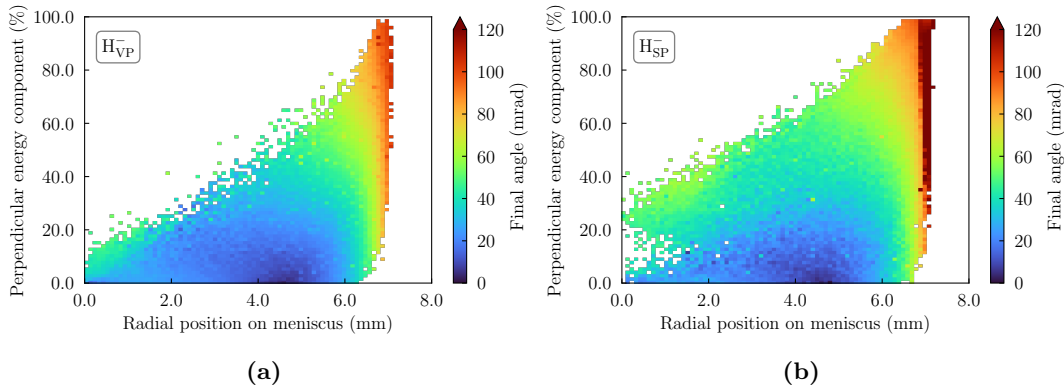 H⁻VP
Perpendicular energy component (%)
100.0
80.0
60.0
40.0
20.0
0.0
0.0 2.0 4.0 6.0 8.0
Radial position on meniscus (mm)
120
100
80
60
40
20
0
Final angle (mrad)
(a)
H⁻SP
Perpendicular energy component (%)
100.0
80.0
60.0
40.0
20.0
0.0
0.0 2.0 4.0 6.0 8.0
Radial position on meniscus (mm)
120
100
80
60
40
20
0
Final angle (mrad)
(b)